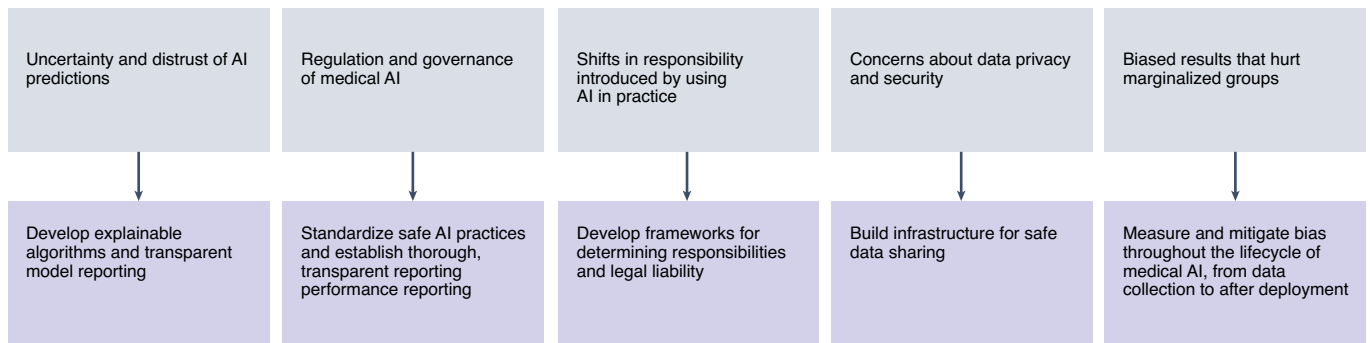 Uncertainty and distrust of AI
predictions
Regulation and governance
of medical AI
Shifts in responsibility
introduced by using
AI in practice
Concerns about data privacy
and security
Biased results that hurt
marginalized groups
Develop explainable
algorithms and transparent
model reporting
Standardize safe AI practices
and establish thorough,
transparent reporting
performance reporting
Develop frameworks for
determining responsibilities
and legal liability
Build infrastructure for safe
data sharing
Measure and mitigate bias
throughout the lifecycle of
medical AI, from data
collection to after deployment